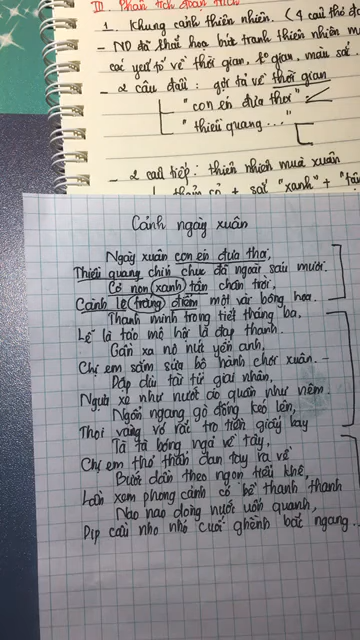 III. Phân tích đoạn trích
1. Khung cảnh thiên nhiên. (4 câu thơ đầ
- ND đã khắc hoạ bức tranh thiên nhiên m
các yếu tố về thời gian, k² gian, màu sắ.
- 2 câu đầu: gợi tả về thời gian
"con én đưa thoi"
"thiều quang..."
- 2 câu tiếp: thiên nhiên mùa xuân
+ sắc "xanh" +
Cảnh ngày xuân
Ngày xuân con én đưa thoi,
Thiều quang chín chục đã ngoài sáu mươi.
Cỏ non (xanh) tận chân trời,
Cành lê (trắng) điểm một vài bông hoa.
Thanh minh trong tiết tháng ba,
Lễ là tảo mộ hội là đạp thanh.
Gần xa nô nức yến anh,
Chị em sắm sửa bộ hành chơi xuân.
Dập dìu tài tử giai nhân,
Ngựa xe như nước áo quần như nêm.
Ngổn ngang gò đống kéo lên,
Thoi vàng vó rắc tro tiền giấy bay
Tà tà bóng ngả về tây,
Chị em thơ thẩn dan tay ra về
Bước dần theo ngọn tiểu khê,
Lần xem phong cảnh có bề thanh thanh
Nao nao dòng nước uốn quanh,
Dịp cầu nho nhỏ cuối ghềnh bắc ngang.